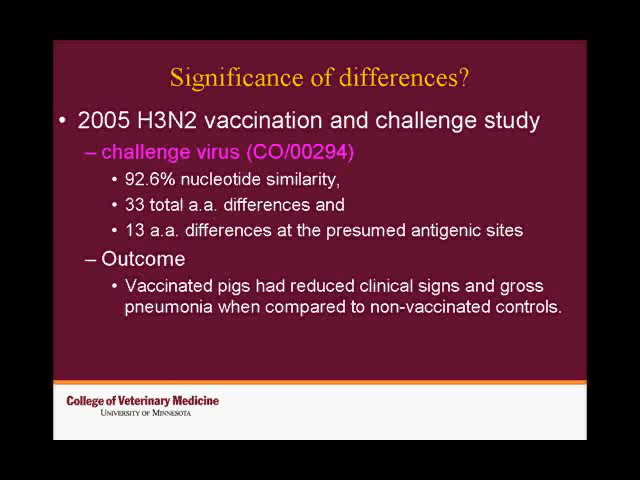 Significance of differences?
• 2005 H3N2 vaccination and challenge study
– challenge virus (CO/00294)
• 92.6% nucleotide similarity,
• 33 total a.a. differences and
• 13 a.a. differences at the presumed antigenic sites
– Outcome
• Vaccinated pigs had reduced clinical signs and gross
pneumonia when compared to non-vaccinated controls.
College of Veterinary Medicine
University of Minnesota